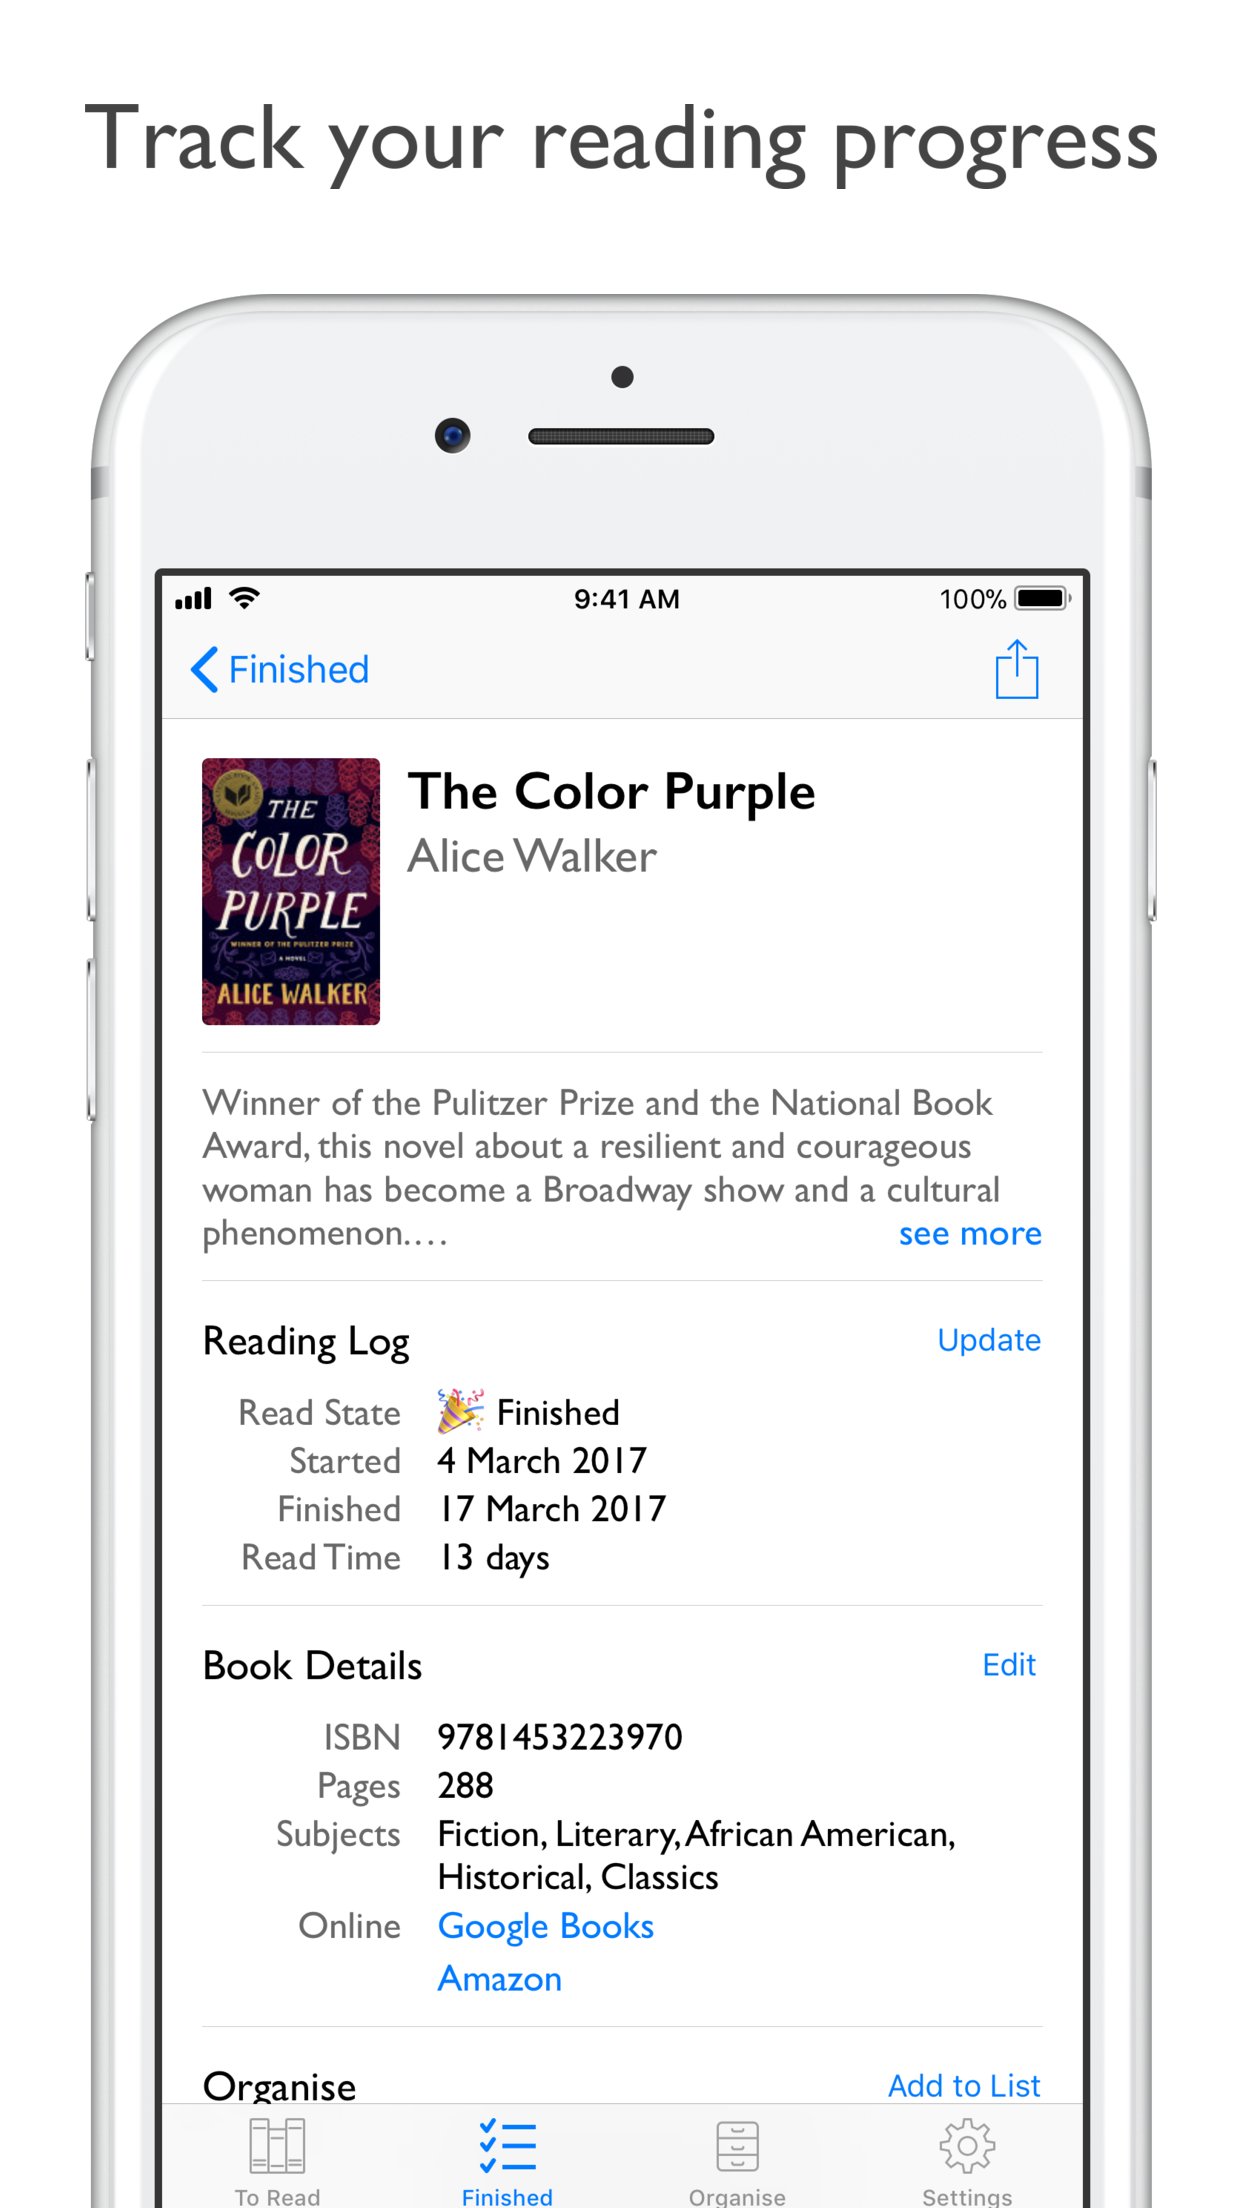 Track your reading progress
9:41 AM
100%
Finished
THE
COLOR
PURPLE
WINNER OF THE PULITZER PRIZE
A NOVEL
ALICE WALKER
The Color Purple
Alice Walker
Winner of the Pulitzer Prize and the National Book
Award, this novel about a resilient and courageous
woman has become a Broadway show and a cultural
phenomenon.... see more
Reading Log Update
Read State 🎉 Finished
Started 4 March 2017
Finished 17 March 2017
Read Time 13 days
Book Details Edit
ISBN 9781453223970
Pages 288
Subjects Fiction, Literary, African American,
Historical, Classics
Online Google Books
Amazon
Organise Add to List
To Read Finished Organise Settings